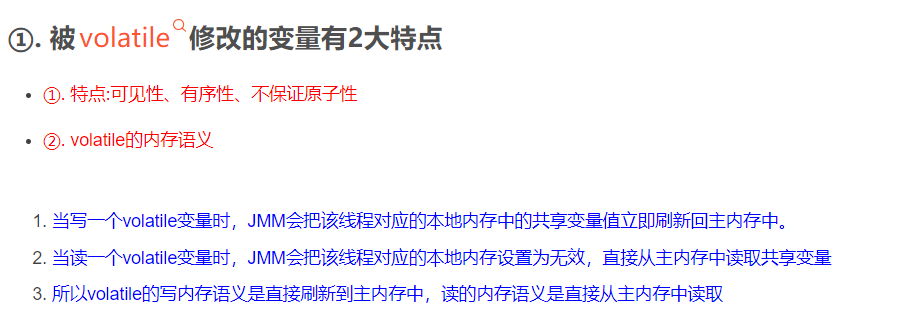 ①. 被volatile修改的变量有2大特点
①. 特点:可见性、有序性、不保证原子性
②. volatile的内存语义
1. 当写一个volatile变量时，JMM会把该线程对应的本地内存中的共享变量值立即刷新回主内存中。
2. 当读一个volatile变量时，JMM会把该线程对应的本地内存设置为无效，直接从主内存中读取共享变量
3. 所以volatile的写内存语义是直接刷新到主内存中，读的内存语义是直接从主内存中读取